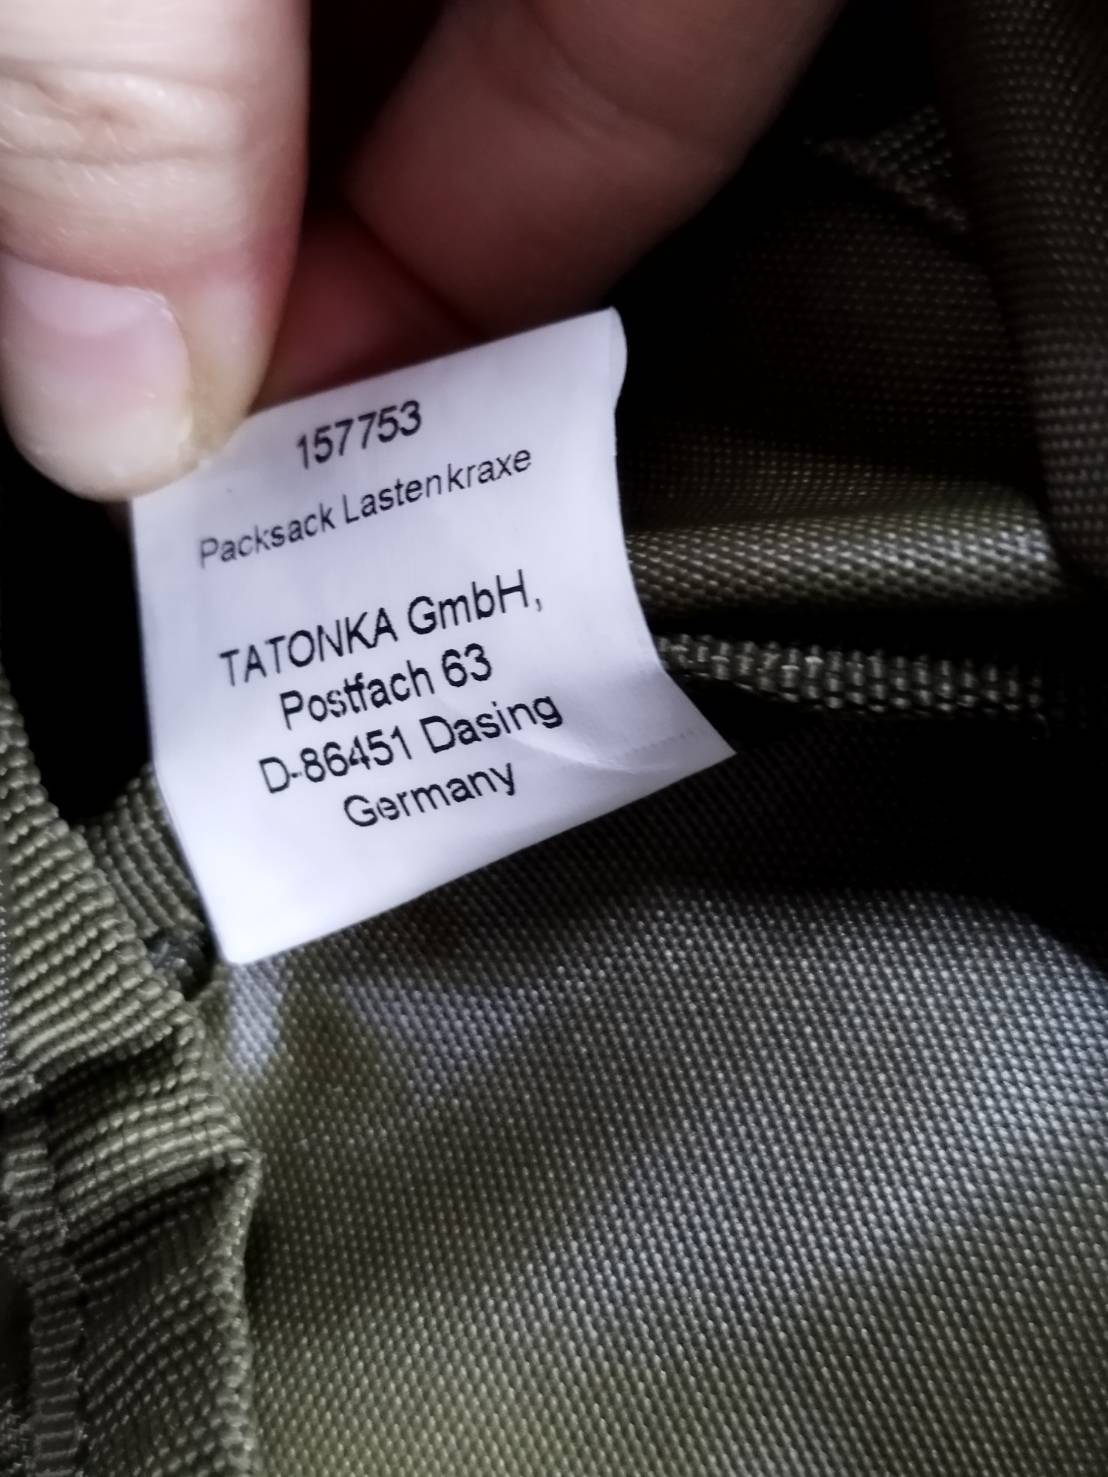 157753
Packsack Lastenkraxe
TATONKA GmbH,
Postfach 63
D-86451 Dasing
Germany